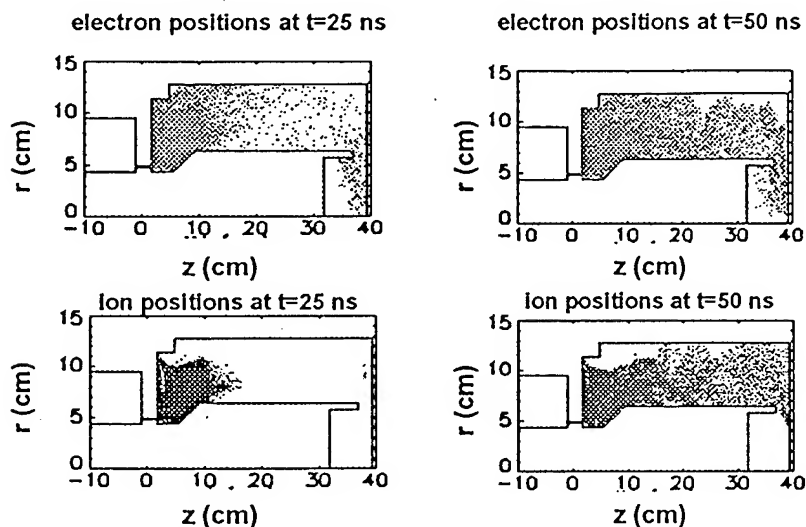 electron positions at t=25 ns
15
10
5
0
r (cm)
-10 0 10 20 30 40
z (cm)
electron positions at t=50 ns
15
10
5
0
r (cm)
-10 0 10 20 30 40
z (cm)
ion positions at t=25 ns
15
10
5
0
r (cm)
-10 0 10 20 30 40
z (cm)
ion positions at t=50 ns
15
10
5
0
r (cm)
-10 0 10 20 30 40
z (cm)